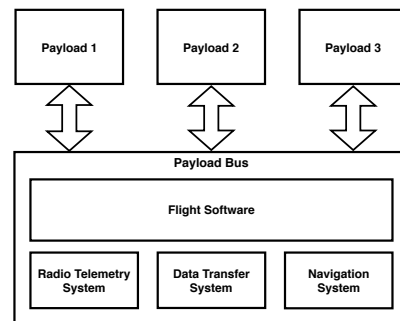 Payload 1
Payload 2
Payload 3
Payload Bus
Flight Software
Radio Telemetry
System
Data Transfer
System
Navigation
System